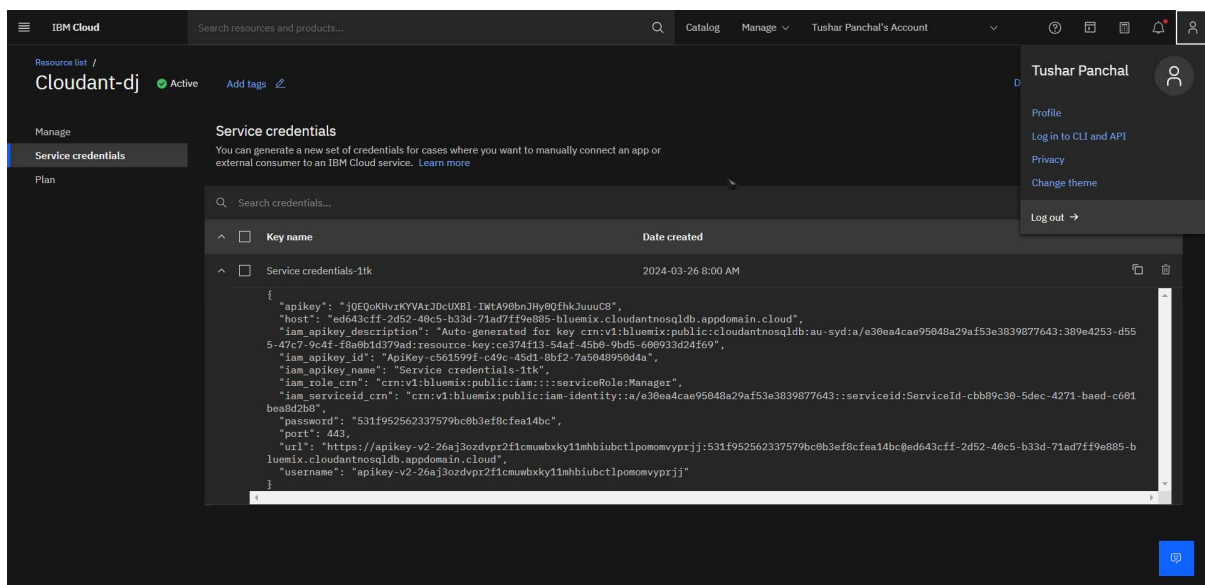 IBM Cloud
Search resources and products...
Catalog
Manage
Tushar Panchal's Account
Resource list /
Cloudant-dj
Active
Add tags
D
Tushar Panchal
Profile
Log in to CLI and API
Privacy
Change theme
Log out →
Manage
Service credentials
Plan
Service credentials
You can generate a new set of credentials for cases where you want to manually connect an app or
external consumer to an IBM Cloud service. Learn more
Search credentials...
Key name Date created
Service credentials-1tk 2024-03-26 8:00 AM
{
"apikey": "jQEQoKHvrKYVArJDcUXBl-IWtA90bnJHy0QfhkJuuuC8",
"host": "ed643cff-2d52-40c5-b33d-71ad7ff9e885-bluemix.cloudantnosqldb.appdomain.cloud",
"iam_apikey_description": "Auto-generated for key crn:v1:bluemix:public:cloudantnosqldb:au-syd:a/e30ea4cae95048a29af53e3839877643:389e4253-d55
5-47c7-9c4f-f8a0b1d379ad:resource-key:ce374f13-54af-45b0-9bd5-600933d24f69",
"iam_apikey_id": "ApiKey-c561599f-c49c-45d1-8bf2-7a5048950d4a",
"iam_apikey_name": "Service credentials-1tk",
"iam_role_crn": "crn:v1:bluemix:public:iam::::serviceRole:Manager",
"iam_serviceid_crn": "crn:v1:bluemix:public:iam-identity::a/e30ea4cae95048a29af53e3839877643::serviceid:ServiceId-cbb89c30-5dec-4271-baed-c601
bea8d2b8",
"password": "531f952562337579bc0b3ef8cfea14bc",
"port": 443,
"url": "https://apikey-v2-26aj3ozdvpr2f1cmuwbxky11mhbiubctlpomomvyprjj:531f952562337579bc0b3ef8cfea14bc@ed643cff-2d52-40c5-b33d-71ad7ff9e885-b
luemix.cloudantnosqldb.appdomain.cloud",
"username": "apikey-v2-26aj3ozdvpr2f1cmuwbxky11mhbiubctlpomomvyprjj"
}